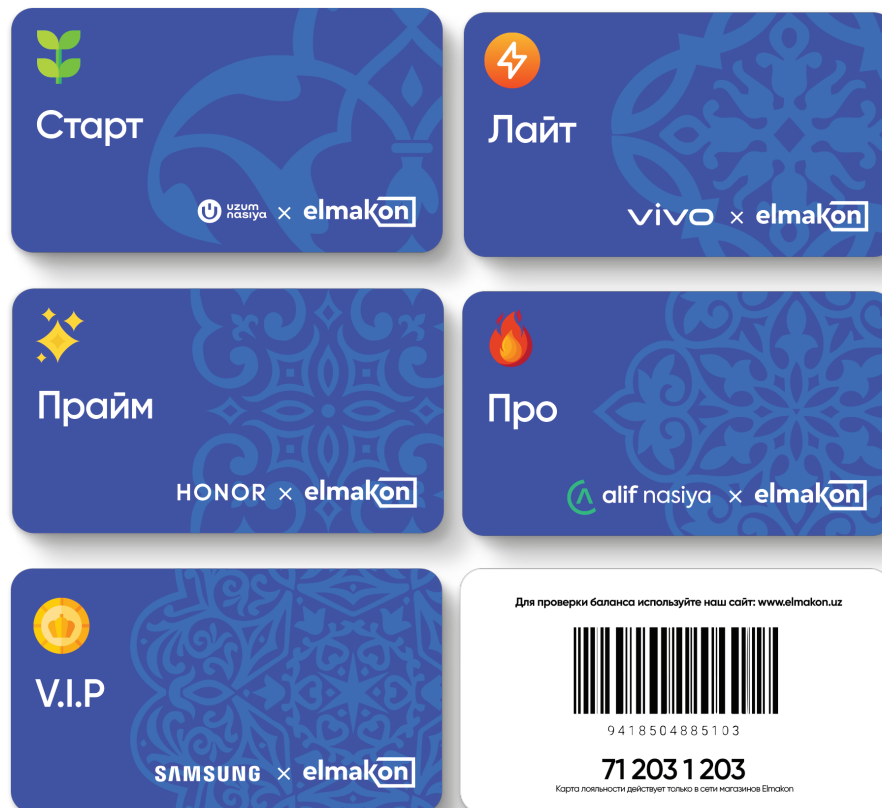 Старт
uzum nasiya × elmakon
Лайт
vivo × elmakon
Прайм
HONOR × elmakon
Про
alif nasiya × elmakon
V.I.P
SAMSUNG × elmakon
Для проверки баланса используйте наш сайт: www.elmakon.uz
9418504885103
71 203 1 203
Карта лояльности действует только в сети магазинов Elmakon